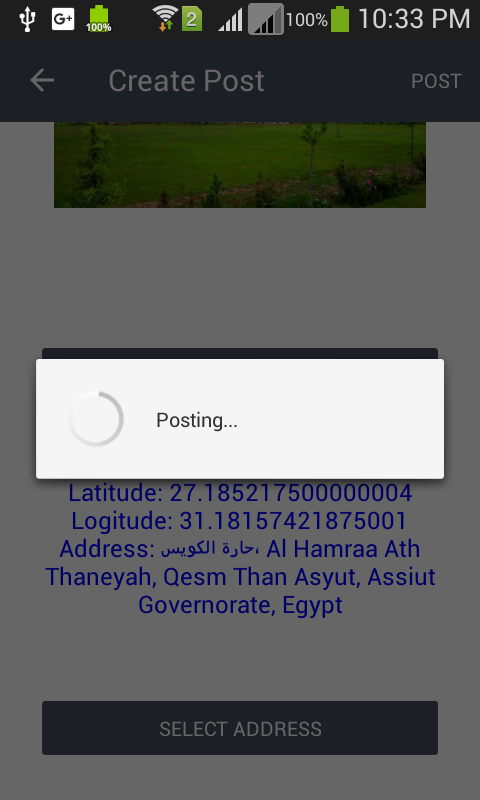 G+
100%
2
100%
10:33 PM
Create Post
POST
Posting...
Latitude: 27.185217500000004
Logitude: 31.18157421875001
Address: حارة الكويس، Al Hamraa Ath
Thaneyah, Qesm Than Asyut, Assiut
Governorate, Egypt
SELECT ADDRESS